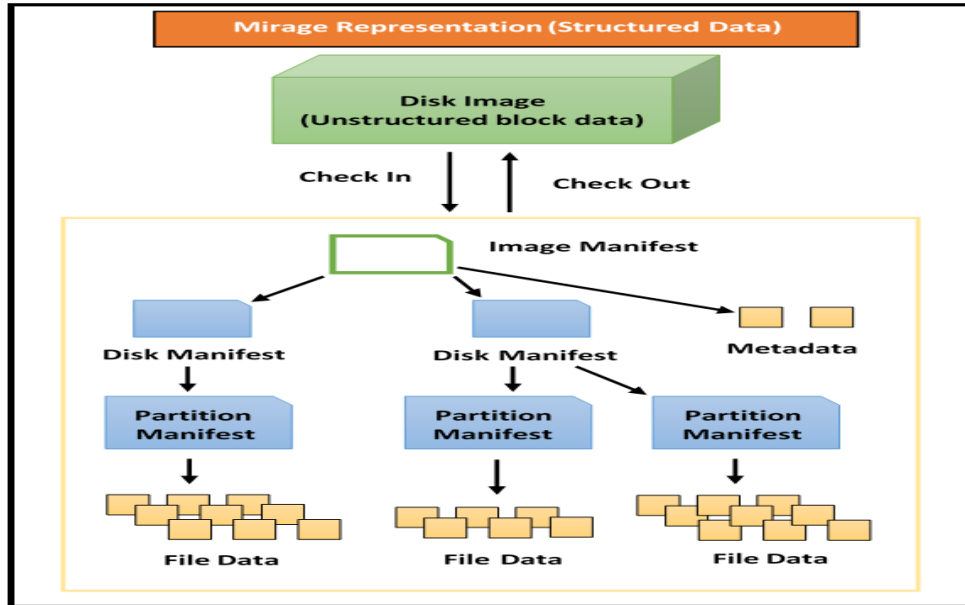 Mirage Representation (Structured Data)
Disk Image
(Unstructured block data)
Check In
Check Out
Image Manifest
Disk Manifest
Disk Manifest
Metadata
Partition
Manifest
Partition
Manifest
Partition
Manifest
File Data
File Data
File Data